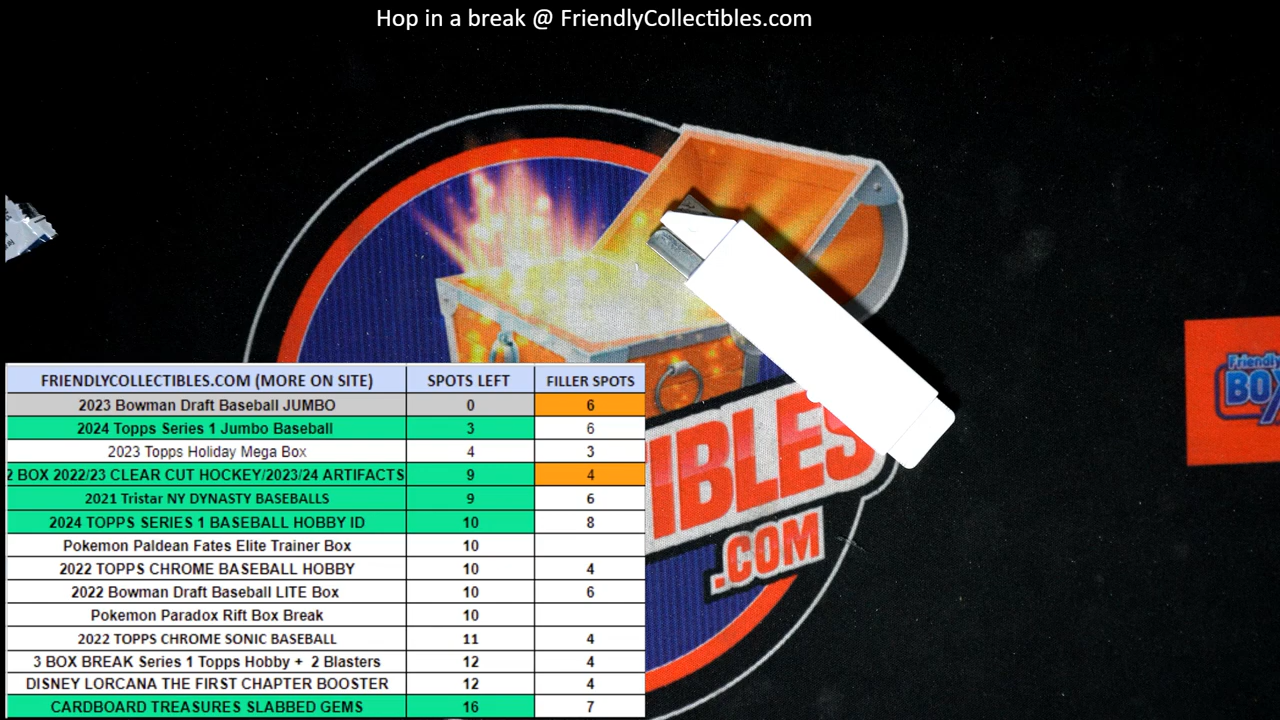 Hop in a break @ FriendlyCollectibles.com
FRIENDLYCOLLECTIBLES.COM (MORE ON SITE) SPOTS LEFT FILLER SPOTS
2023 Bowman Draft Baseball JUMBO 0 6
2024 Topps Series 1 Jumbo Baseball 3 6
2023 Topps Holiday Mega Box 4 3
2 BOX 2022/23 CLEAR CUT HOCKEY/2023/24 ARTIFACTS 9 4
2021 Tristar NY DYNASTY BASEBALLS 9 6
2024 TOPPS SERIES 1 BASEBALL HOBBY ID 10 8
Pokemon Paldean Fates Elite Trainer Box 10
2022 TOPPS CHROME BASEBALL HOBBY 10 4
2022 Bowman Draft Baseball LITE Box 10 6
Pokemon Paradox Rift Box Break 10
2022 TOPPS CHROME SONIC BASEBALL 11 4
3 BOX BREAK Series 1 Topps Hobby + 2 Blasters 12 4
DISNEY LORCANA THE FIRST CHAPTER BOOSTER 12 4
CARDBOARD TREASURES SLABBED GEMS 16 7
IBLES
.COM
Friendly
BO